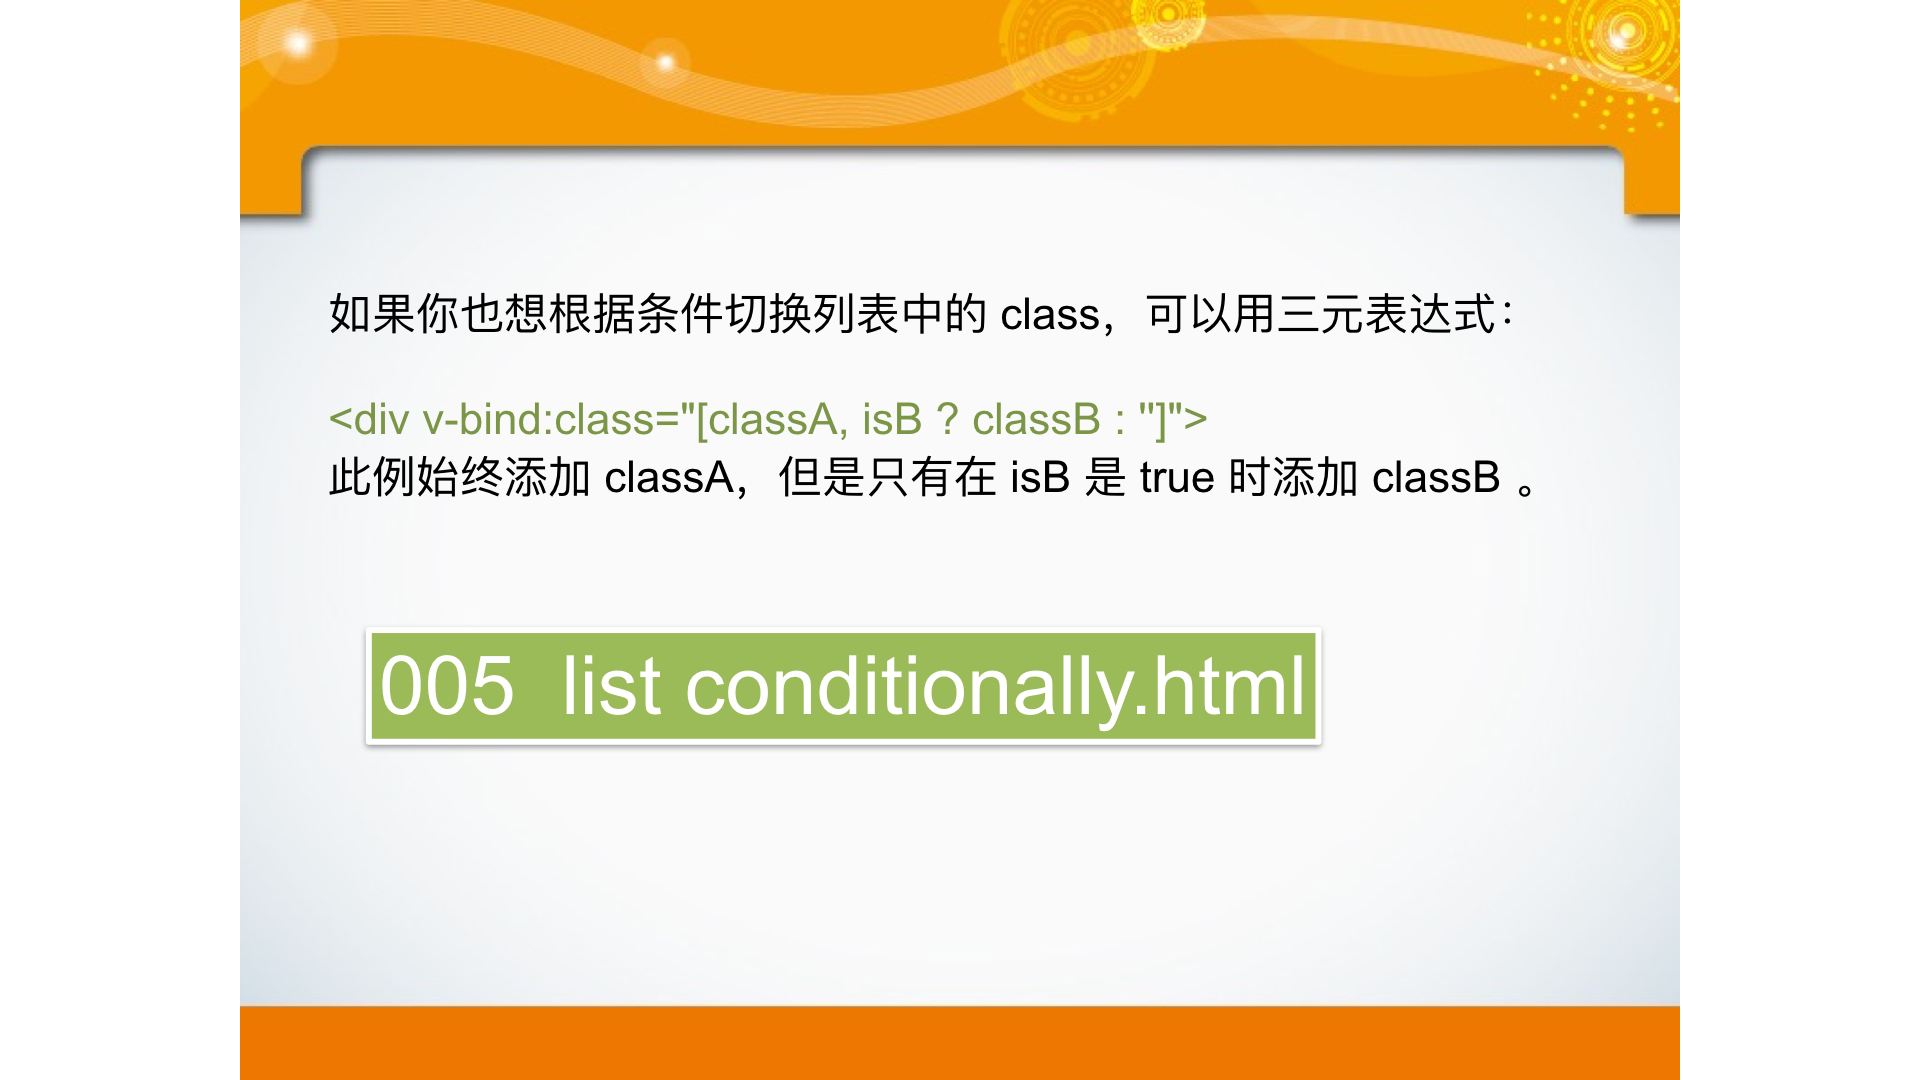 如果你也想根据条件切换列表中的 class，可以用三元表达式：
<div v-bind:class="[classA, isB ? classB : '']">
此例始终添加 classA，但是只有在 isB 是 true 时添加 classB 。
005  list conditionally.html